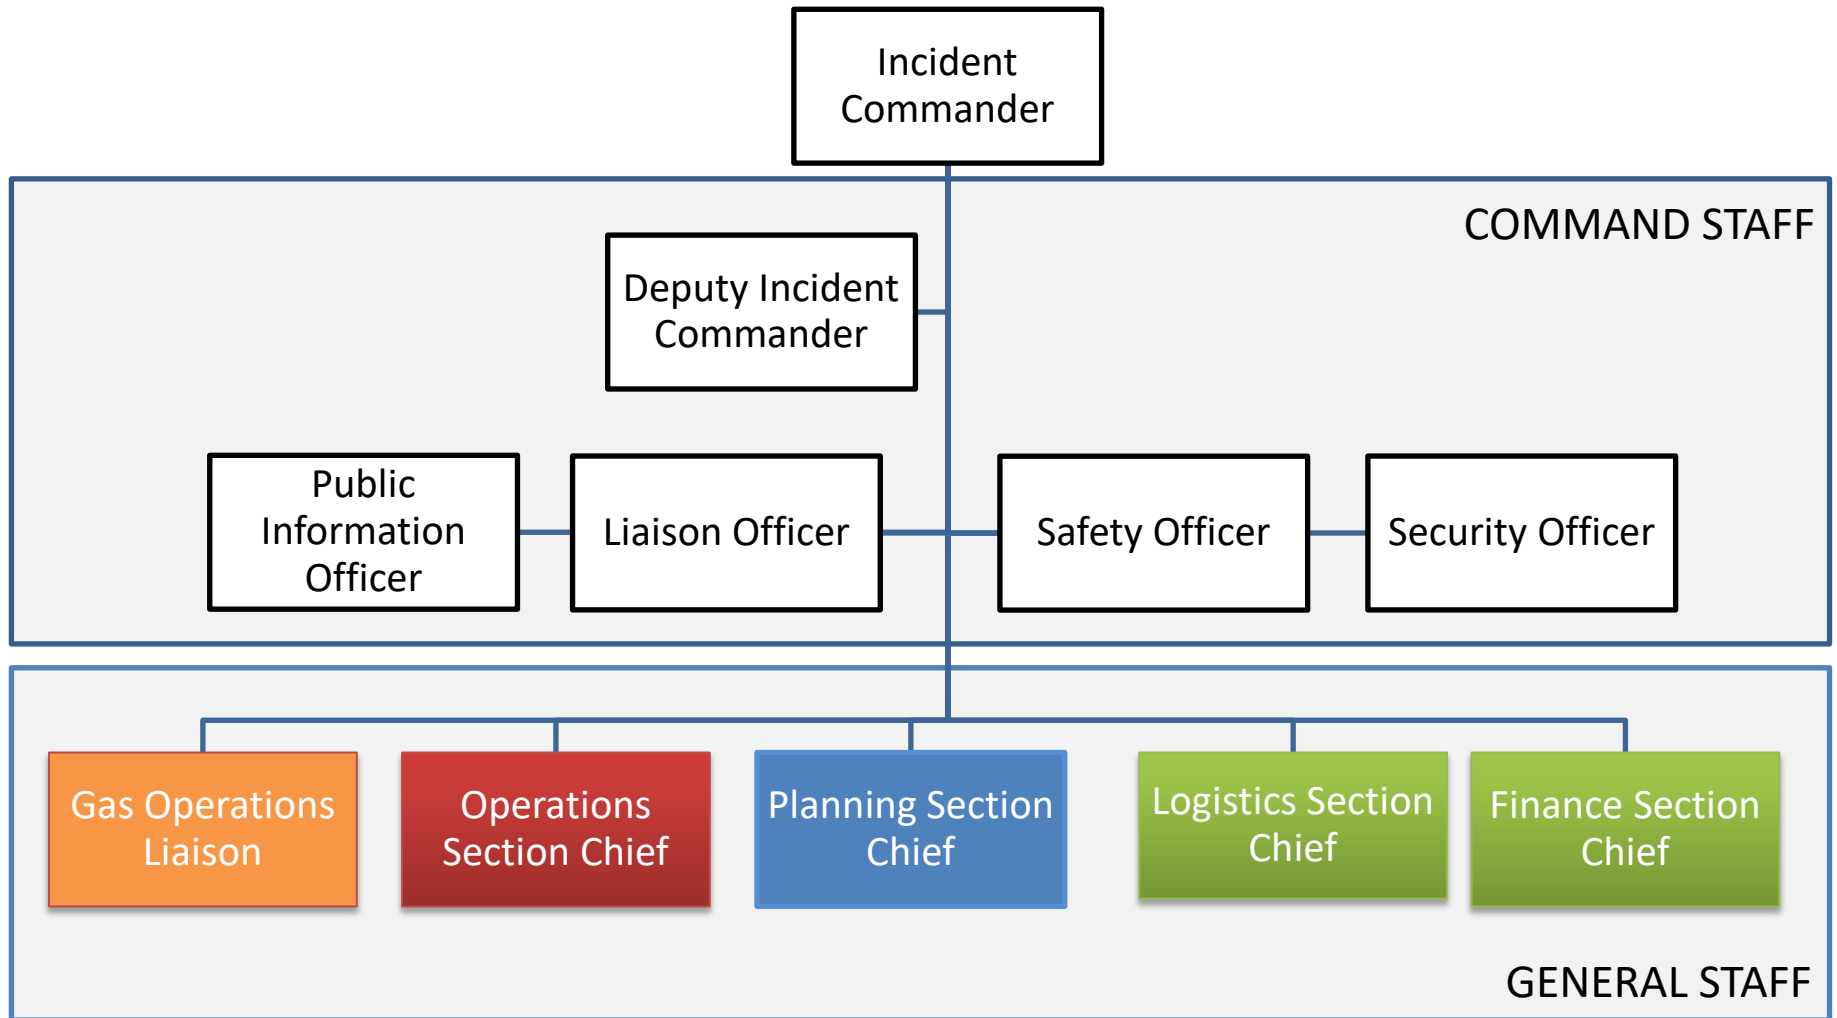 Incident
Commander
COMMAND STAFF
Deputy Incident
Commander
Public
Information
Officer
Liaison Officer
Safety Officer
Security Officer
Gas Operations
Liaison
Operations
Section Chief
Planning Section
Chief
Logistics Section
Chief
Finance Section
Chief
GENERAL STAFF